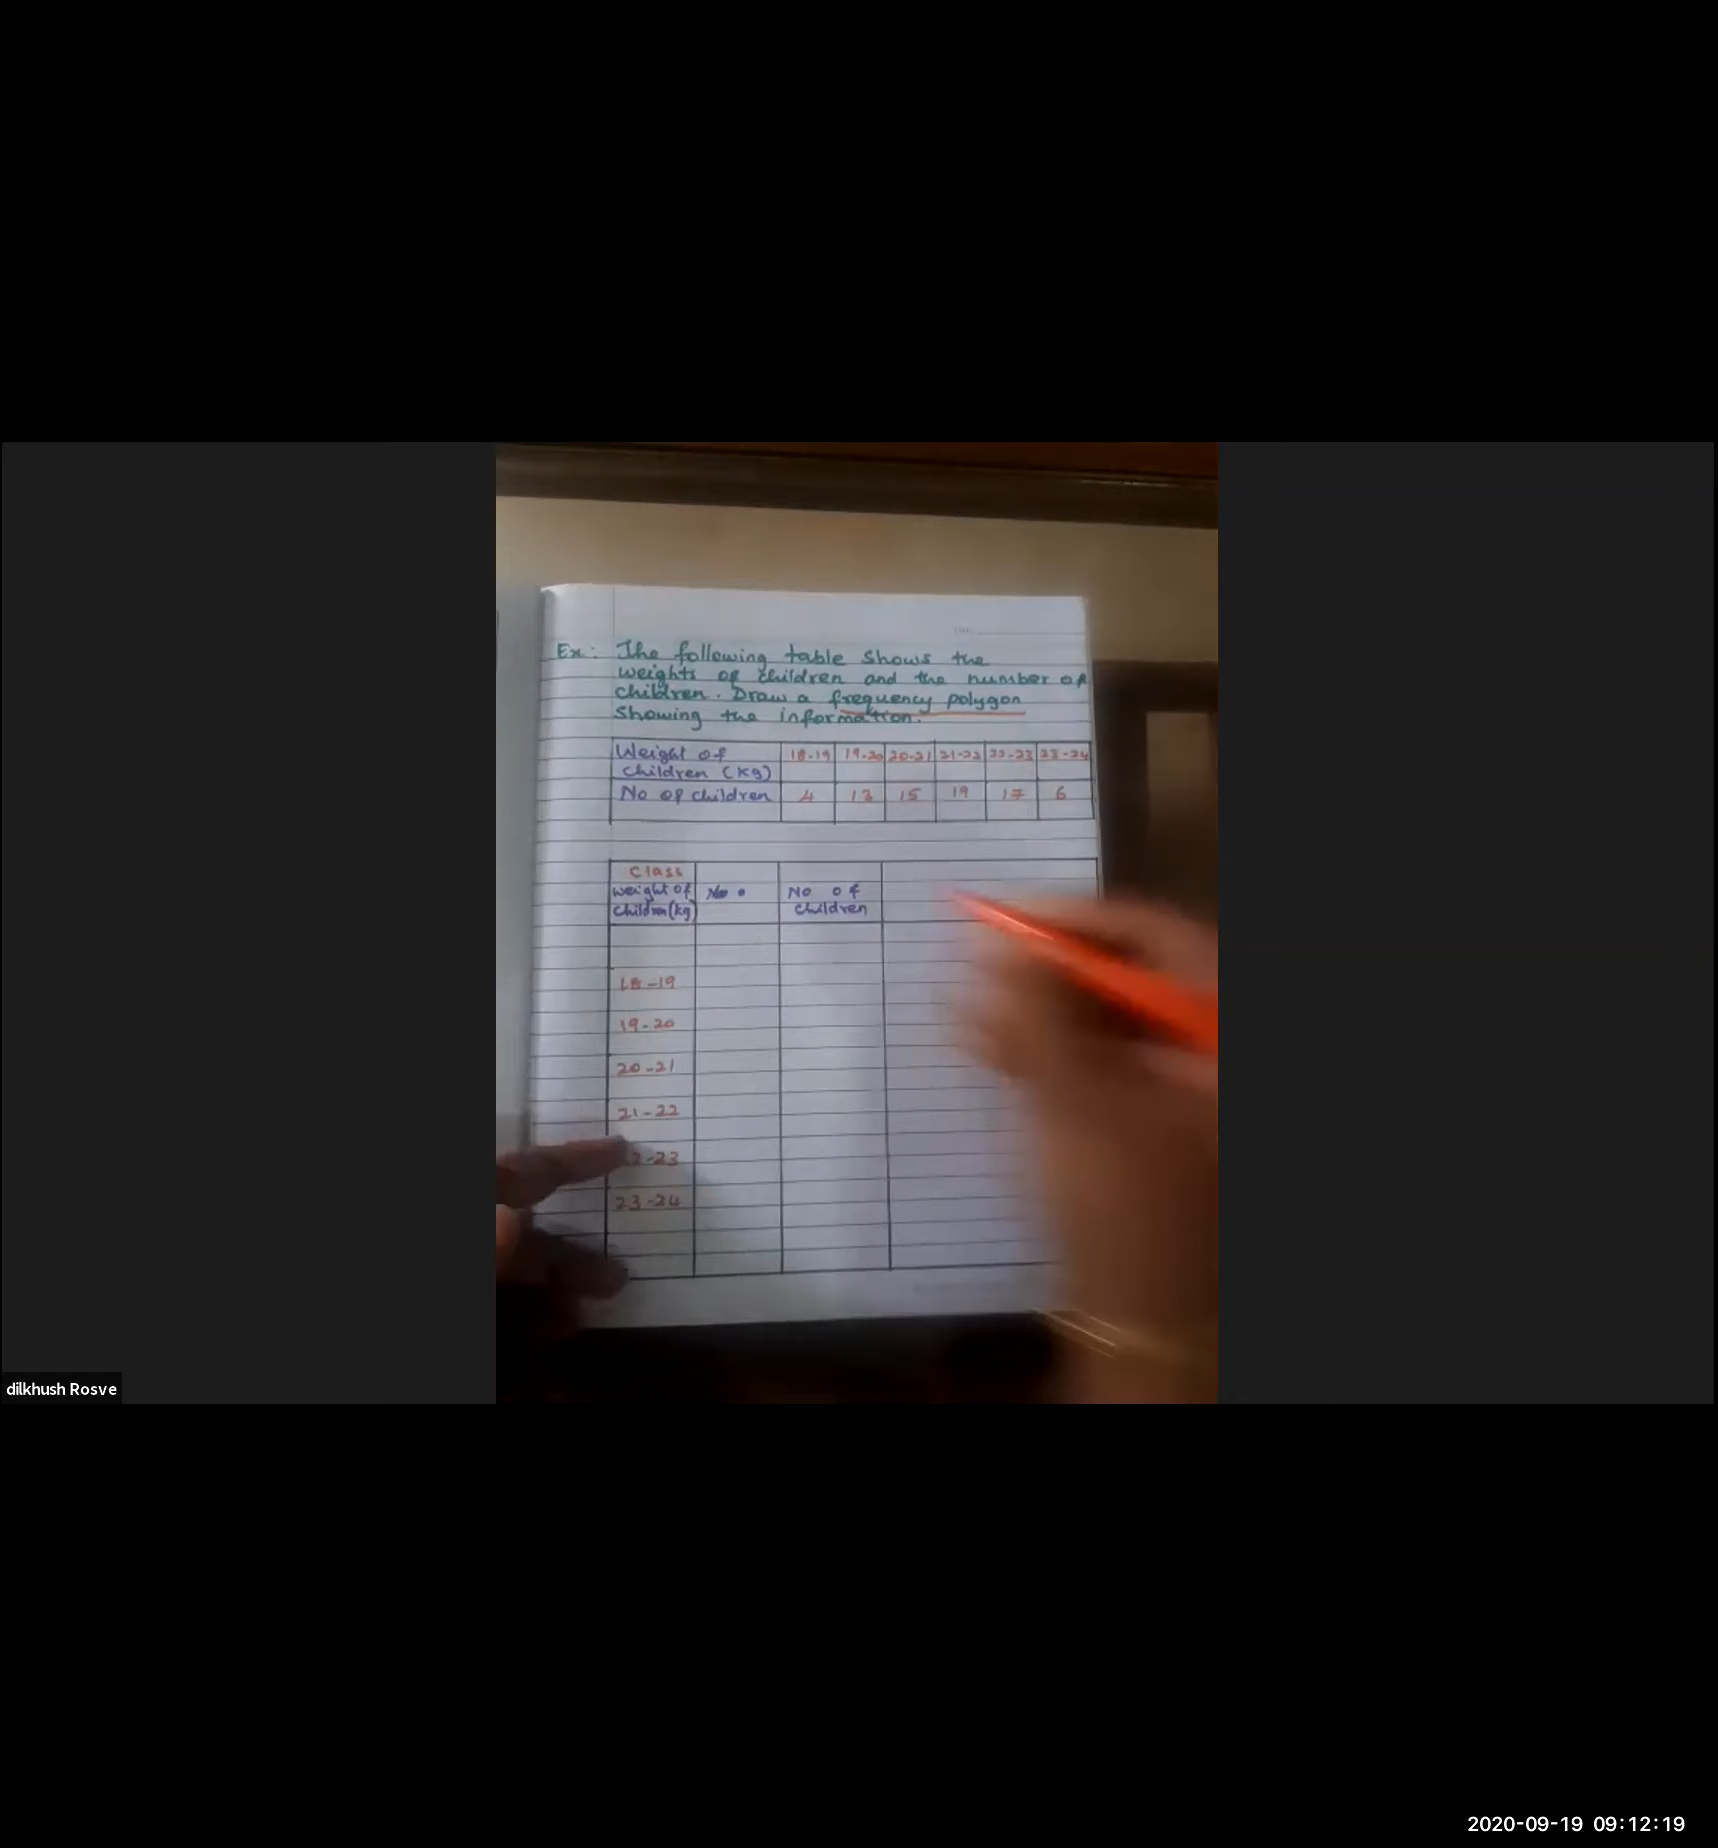 Ex: The following table shows the
weights of children and the number of
children. Draw a frequency polygon
Showing the information.
Weight of children (Kg) 18-19 19-20 20-21 21-22 22-23 23-24
No of children 4 13 15 19 17 6
Class
weight of
children (kg)
No of
children
18-19
19-20
20-21
21-22
22-23
23-24
dilkhush Rosve
2020-09-19 09:12:19